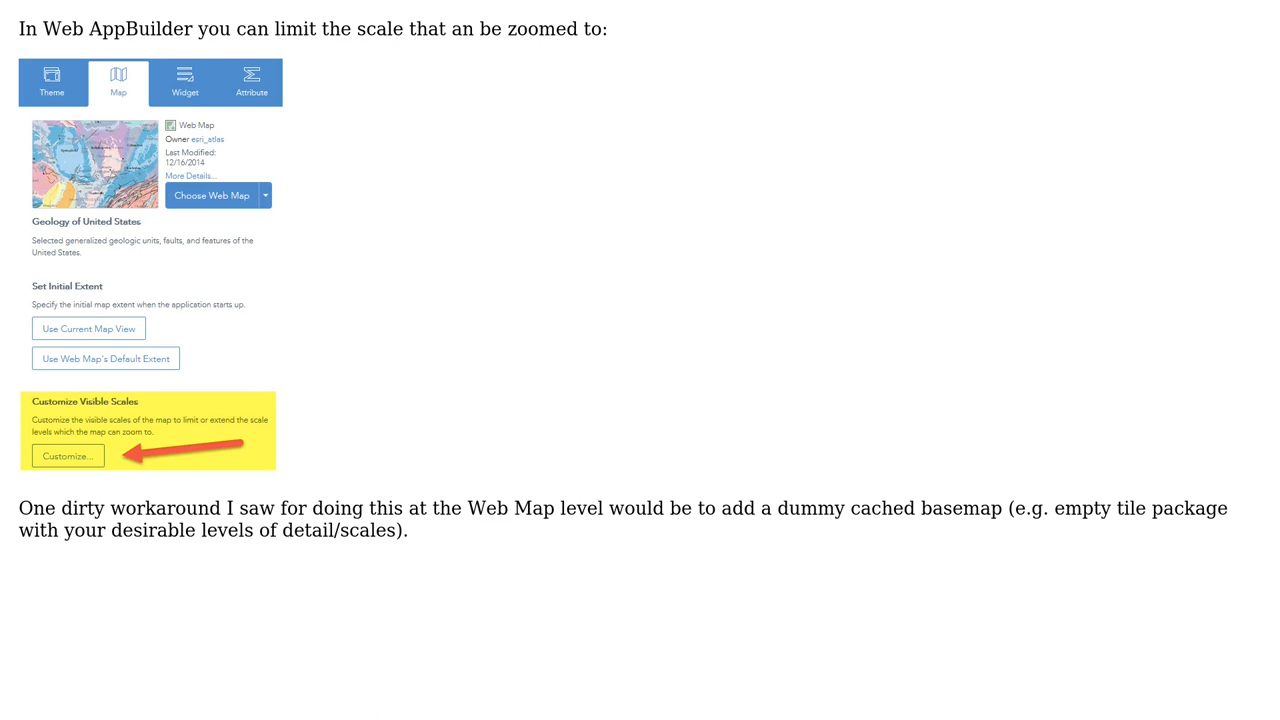 In Web AppBuilder you can limit the scale that an be zoomed to:
Theme Map Widget Attribute
Web Map
Owner esri_atlas
Last Modified:
12/16/2014
More Details...
Choose Web Map
Geology of United States
Selected generalized geologic units, faults, and features of the
United States.
Set Initial Extent
Specify the initial map extent when the application starts up.
Use Current Map View
Use Web Map's Default Extent
Customize Visible Scales
Customize the visible scales of the map to limit or extend the scale
levels which the map can zoom to.
Customize...
One dirty workaround I saw for doing this at the Web Map level would be to add a dummy cached basemap (e.g. empty tile package
with your desirable levels of detail/scales).